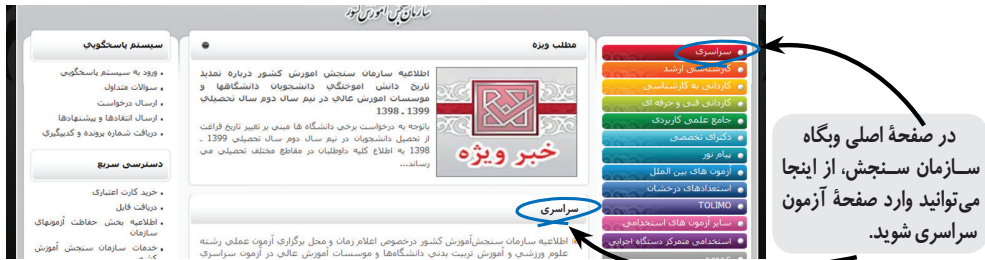 سازمان سنجش آموزش کشور
سراسری
کارشناسی ارشد
کاردانی به کارشناسی
کاردانی فنی و حرفه ای
جامع علمی کاربردی
دکترای تخصصی
پیام نور
آزمون های بین الملل
استعدادهای درخشان
TOLIMO
سایر آزمون های استخدامی
استخدامی متمرکز دستگاه اجرایی
مطلب ویژه
اطلاعیه سازمان سنجش آموزش کشور درباره تمدید
تاریخ دانش آموختگی دانشجویان دانشگاهها و
موسسات آموزش عالی در نیم سال دوم سال تحصیلی
1399 ـ 1398
باتوجه به درخواست برخی دانشگاه ها مبنی بر تغییر تاریخ فراغت
از تحصیل دانشجویان در نیم سال دوم سال تحصیلی 1399 ـ
1398 به اطلاع کلیه داوطلبان در مقاطع مختلف تحصیلی می
رساند...
خبر ویژه
سراسری
اطلاعیه سازمان سنجش‌آموزش کشور درخصوص اعلام زمان و محل برگزاری آزمون عملی رشته
علوم ورزشی و آموزش تربیت بدنی دانشگاه‌ها و موسسات آموزش عالی در آزمون سراسری
سیستم پاسخگویی
ورود به سیستم پاسخگویی
سوالات متداول
ارسال درخواست
ارسال انتقادها و پیشنهادها
دریافت شماره پرونده و کدپیگیری
دسترسی سریع
خرید کارت اعتباری
دریافت فایل
اطلاعیه بخش حفاظت آزمونهای
سازمان
خدمات سازمان سنجش آموزش
در صفحهٔ اصلی وبگاه
سازمان سنجش، از اینجا
می‌توانید وارد صفحهٔ آزمون
سراسری شوید.